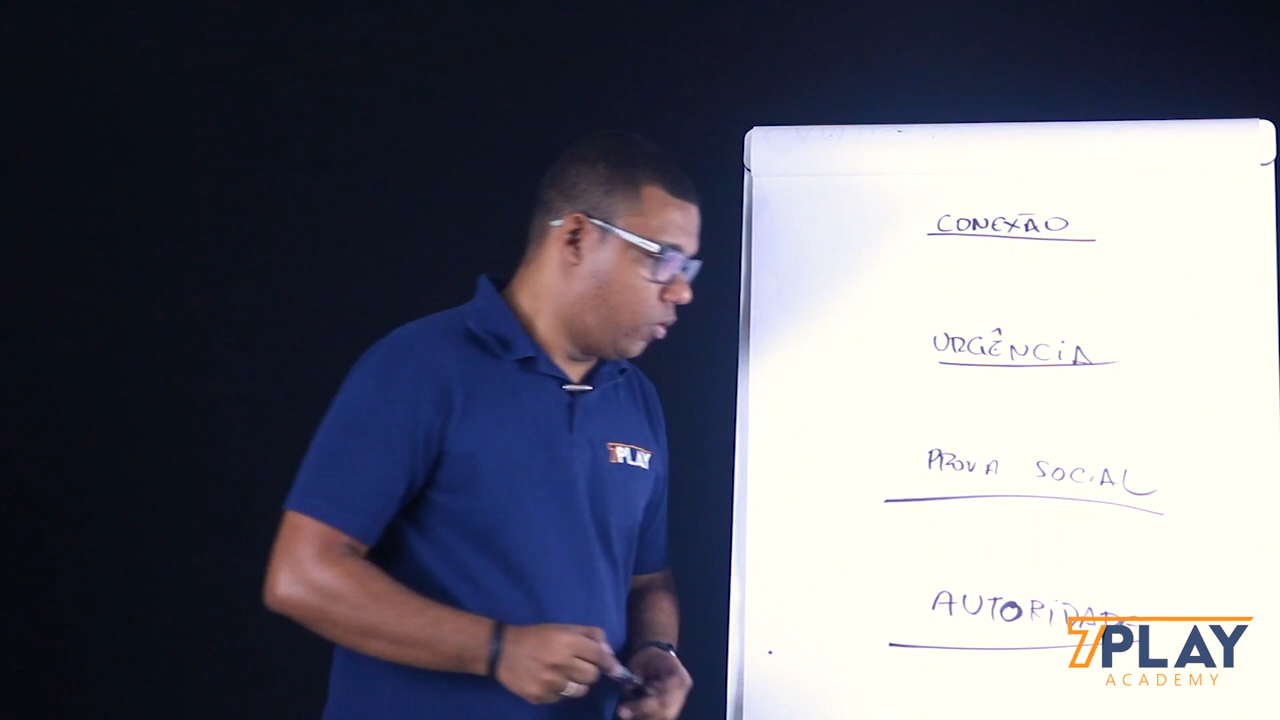 CONEXÃO
URGÊNCIA
PROVA SOCIAL
AUTORIDADE
7PLAY
7PLAY
ACADEMY